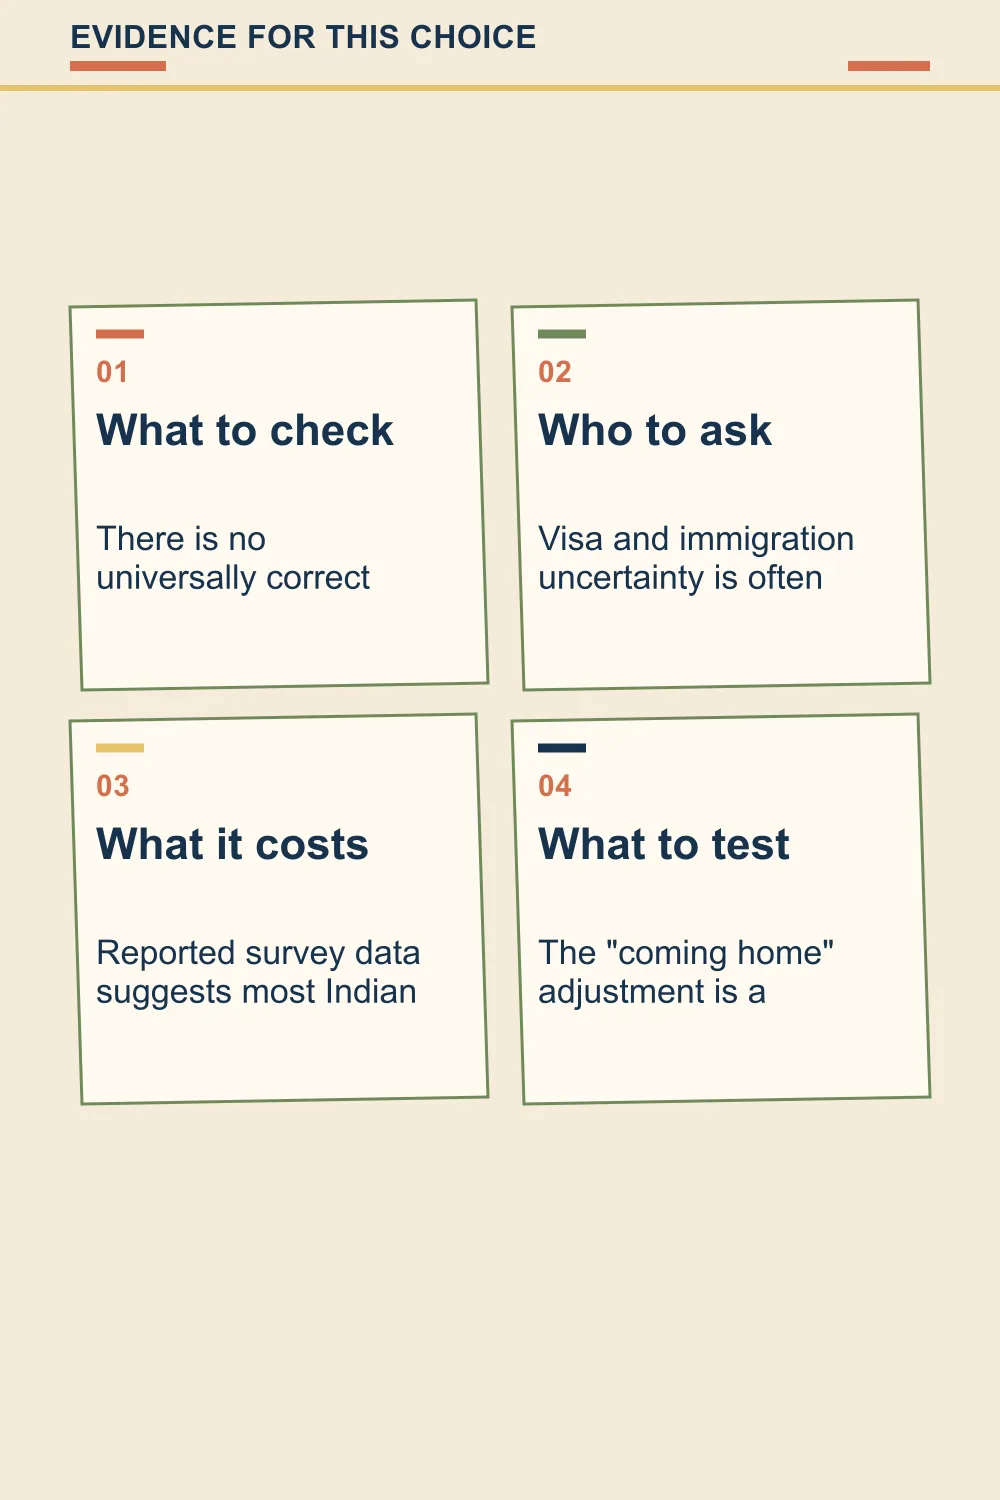 EVIDENCE FOR THIS CHOICE
01
What to check
There is no
universally correct
02
Who to ask
Visa and immigration
uncertainty is often
03
What it costs
Reported survey data
suggests most Indian
04
What to test
The "coming home"
adjustment is a